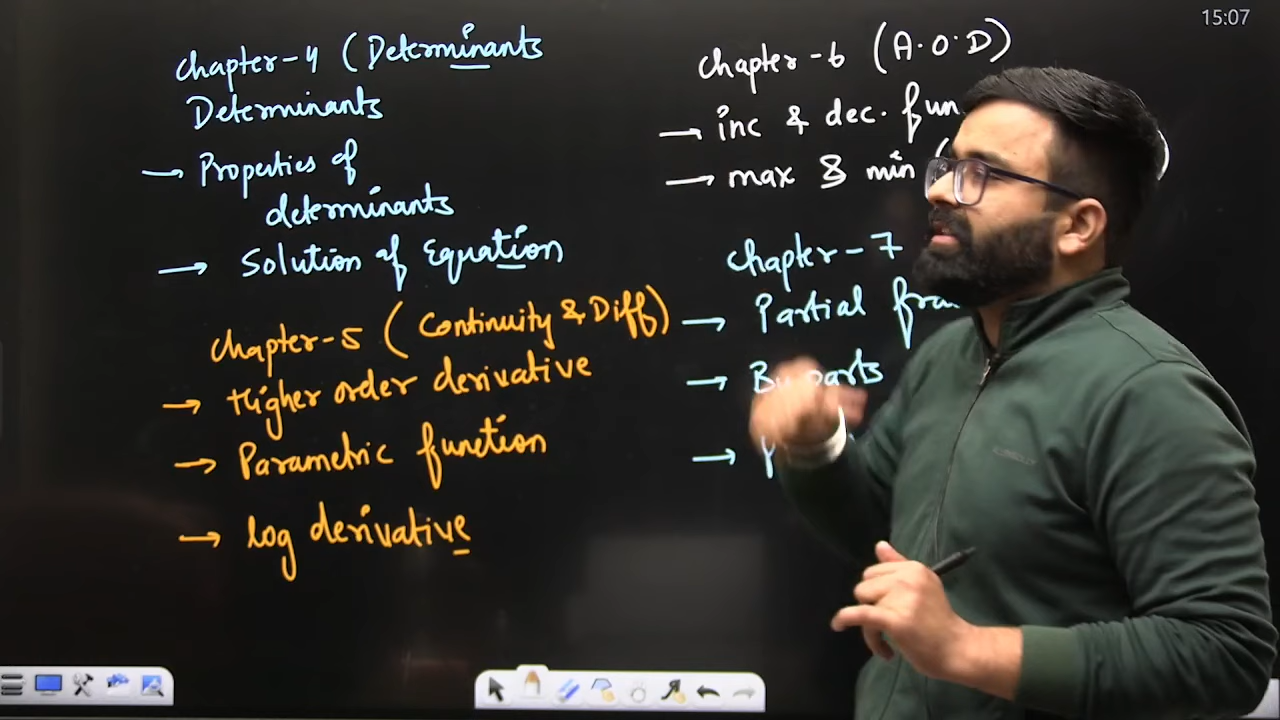 15:07
chapter-4 (Determinants
Determinants
→ Properties of
determinants
→ Solution of Equation
chapter-5 (Continuity & Diff)
→ Higher order derivative
→ Parametric function
→ log derivative
chapter-6 (A.O.D)
→ inc & dec. fun
→ max & min (
chapter-7
→ Partial
→ By parts
→